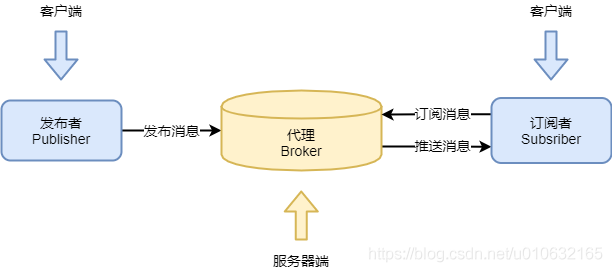 客户端
客户端
发布者
Publisher
发布消息
代理
Broker
订阅消息
推送消息
订阅者
Subsriber
服务器端
https://blog.csdn.net/u010632165